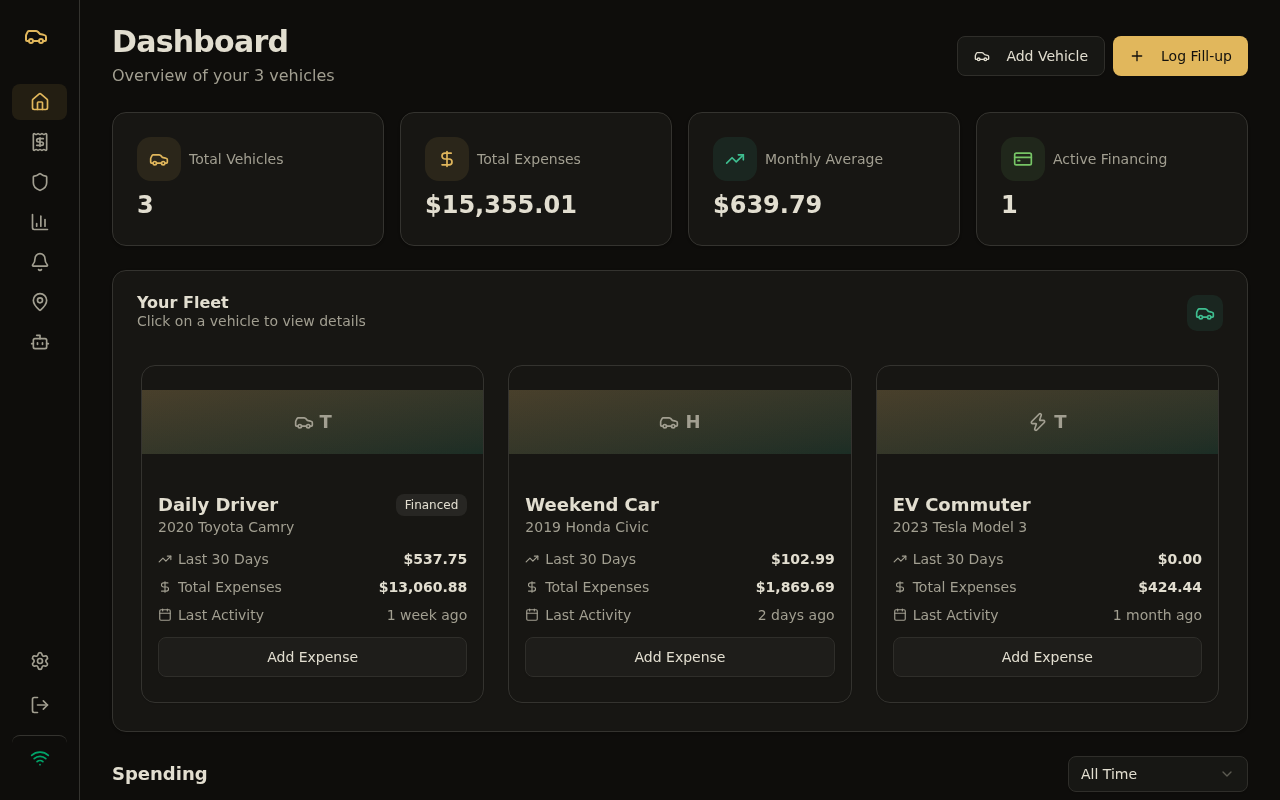 Dashboard
Overview of your 3 vehicles
Add Vehicle
Log Fill-up
Total Vehicles
3
Total Expenses
$15,355.01
Monthly Average
$639.79
Active Financing
1
Your Fleet
Click on a vehicle to view details
T
Daily Driver
Financed
2020 Toyota Camry
Last 30 Days $537.75
Total Expenses $13,060.88
Last Activity 1 week ago
Add Expense
H
Weekend Car
2019 Honda Civic
Last 30 Days $102.99
Total Expenses $1,869.69
Last Activity 2 days ago
Add Expense
T
EV Commuter
2023 Tesla Model 3
Last 30 Days $0.00
Total Expenses $424.44
Last Activity 1 month ago
Add Expense
Spending
All Time